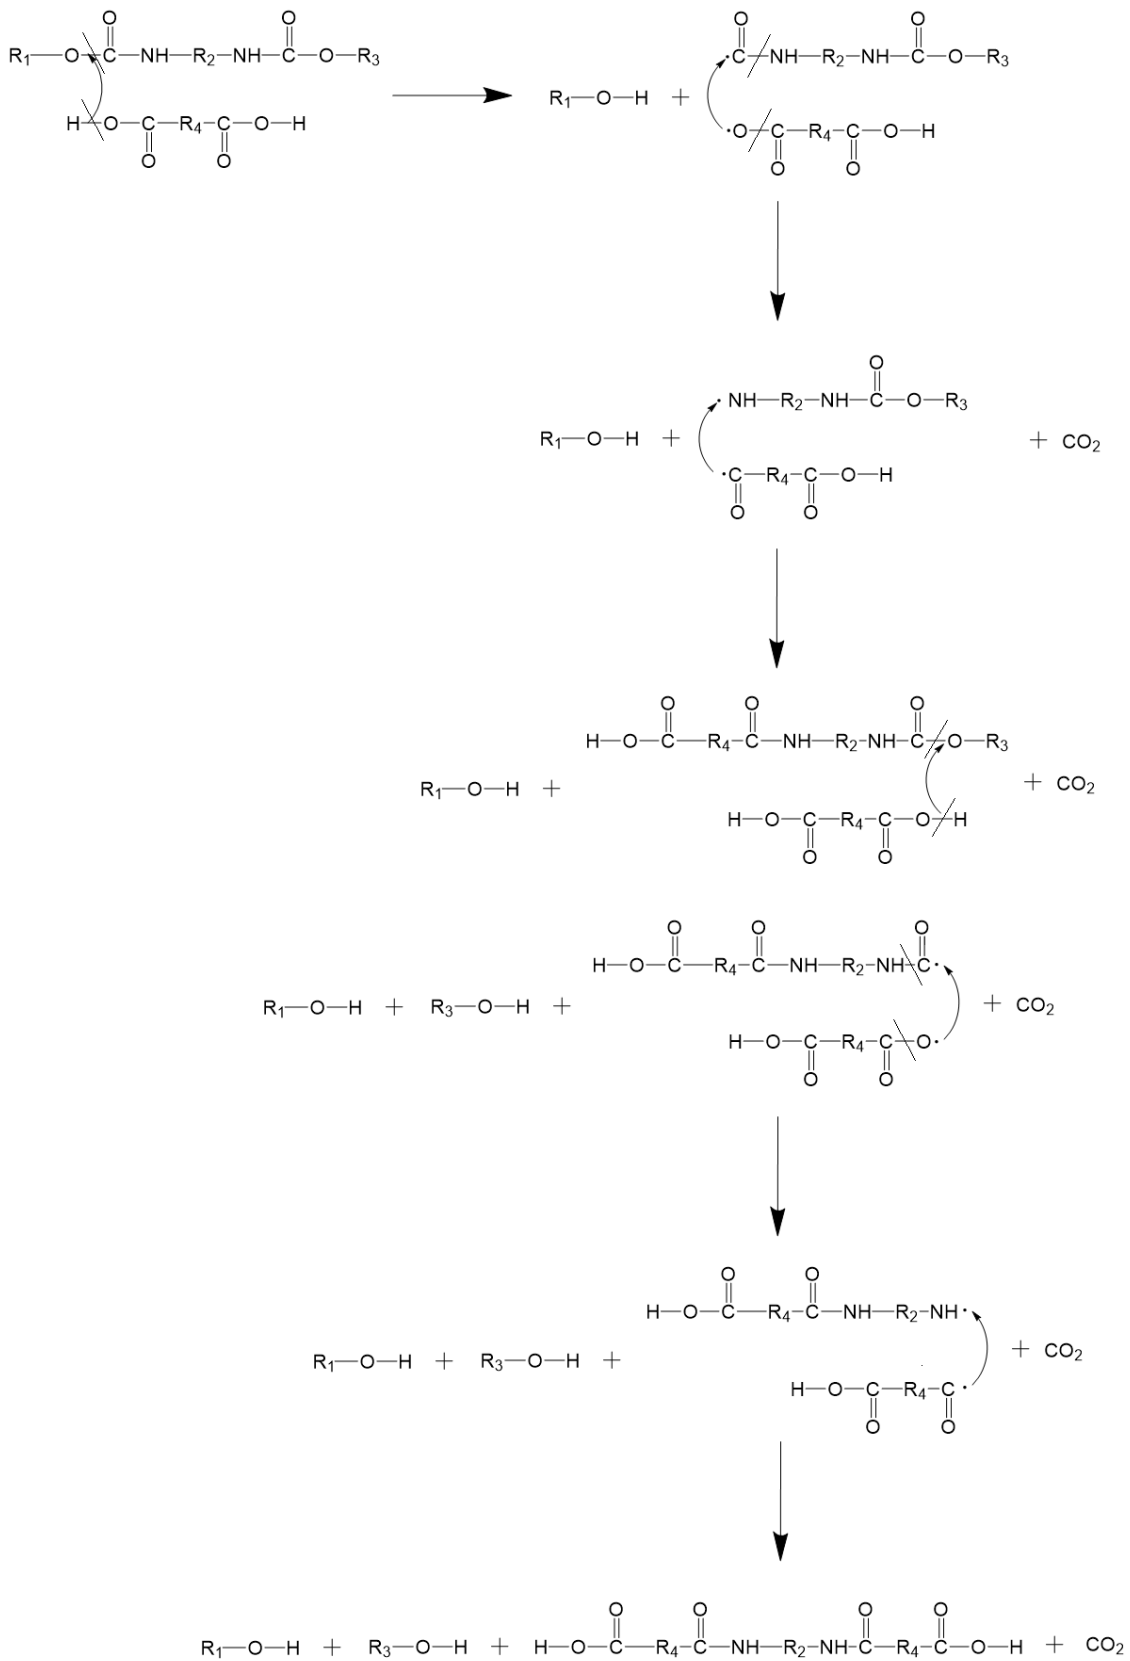 O O O O
R₁—O—C—NH—R₂—NH—C—O—R₃ ·C—NH—R₂—NH—C—O—R₃
R₁—O—H +
H—O—C—R₄—C—O—H ·O—C—R₄—C—O—H
O O O O
O
·NH—R₂—NH—C—O—R₃
R₁—O—H + + CO₂
·C—R₄—C—O—H
O O
O O O
H—O—C—R₄—C—NH—R₂—NH—C—O—R₃
R₁—O—H + + CO₂
H—O—C—R₄—C—O—H
O O
O O O
H—O—C—R₄—C—NH—R₂—NH—C·
R₁—O—H + R₃—O—H + + CO₂
H—O—C—R₄—C—O·
O O
O O
H—O—C—R₄—C—NH—R₂—NH·
R₁—O—H + R₃—O—H + + CO₂
H—O—C—R₄—C·
O O
O O O O
R₁—O—H + R₃—O—H + H—O—C—R₄—C—NH—R₂—NH—C—R₄—C—O—H + CO₂